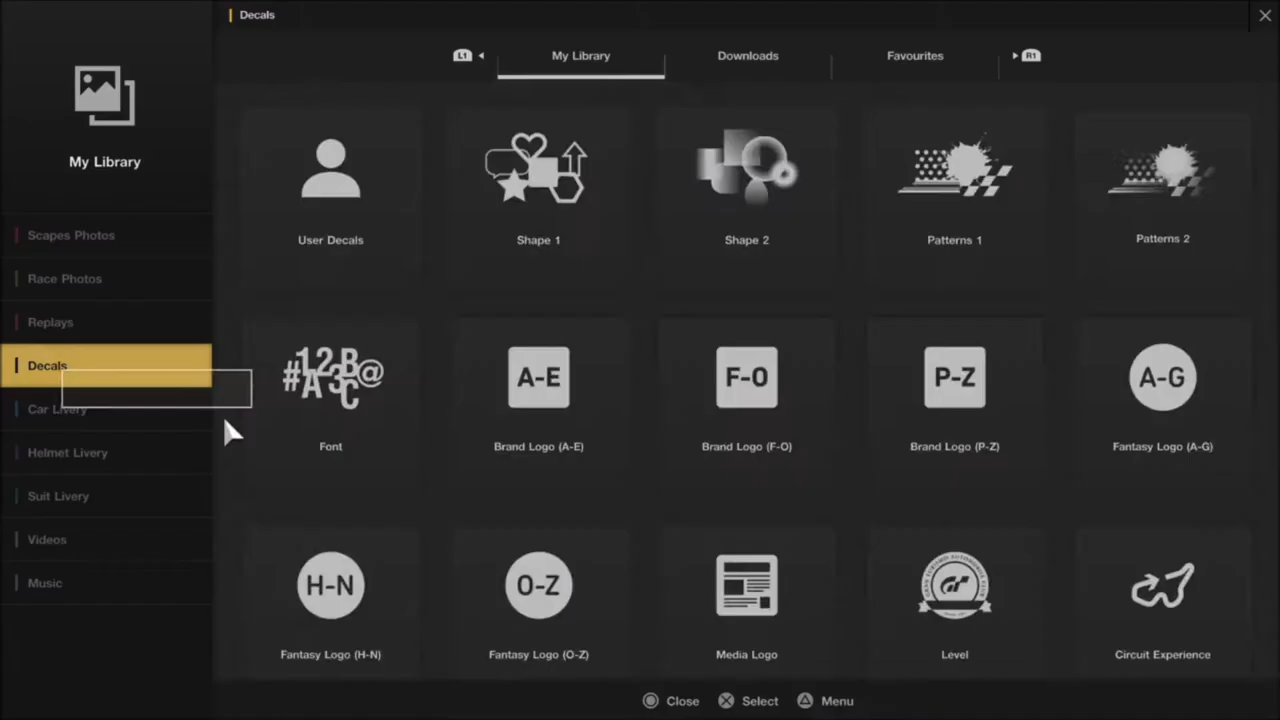 Decals
L1
My Library
Downloads
Favourites
R1
My Library
Scapes Photos
Race Photos
Replays
Decals
Car Livery
Helmet Livery
Suit Livery
Videos
Music
User Decals
Shape 1
Shape 2
Patterns 1
Patterns 2
#123B@
A C
Font
A-E
Brand Logo (A-E)
F-O
Brand Logo (F-O)
P-Z
Brand Logo (P-Z)
A-G
Fantasy Logo (A-G)
H-N
Fantasy Logo (H-N)
O-Z
Fantasy Logo (O-Z)
Media Logo
GT
Level
Circuit Experience
Close
Select
Menu